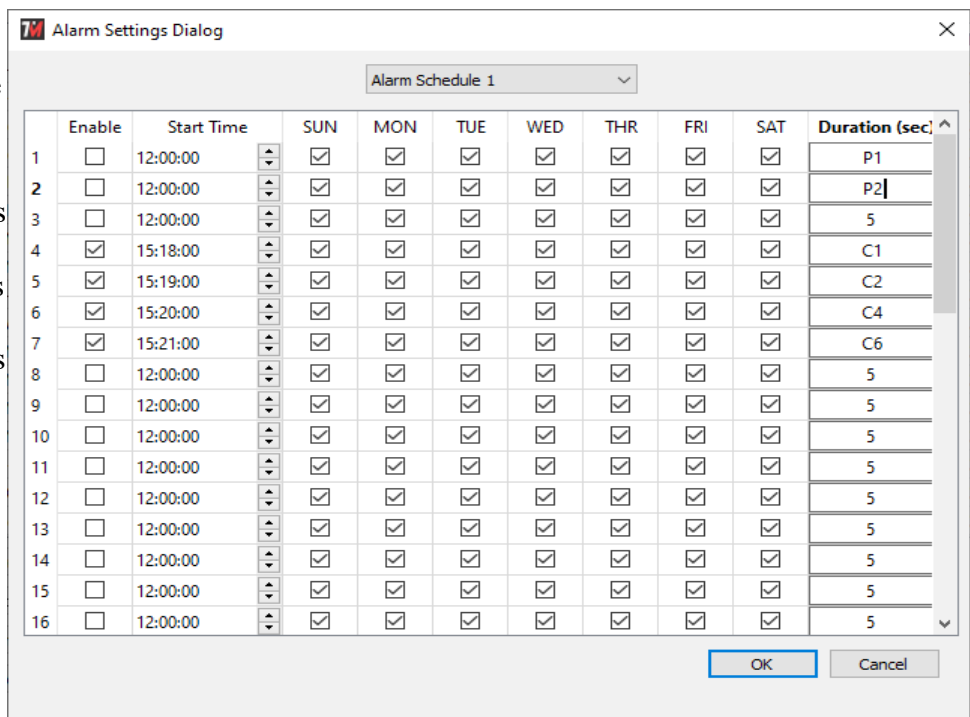 7M Alarm Settings Dialog
Alarm Schedule 1
Enable Start Time SUN MON TUE WED THR FRI SAT Duration (sec)
1 12:00:00 P1
2 12:00:00 P2
s
3 12:00:00 5
4 15:18:00 C1
5 15:19:00 C2
s
6 15:20:00 C4
7 15:21:00 C6
s
8 12:00:00 5
9 12:00:00 5
10 12:00:00 5
11 12:00:00 5
12 12:00:00 5
13 12:00:00 5
14 12:00:00 5
15 12:00:00 5
16 12:00:00 5
OK Cancel